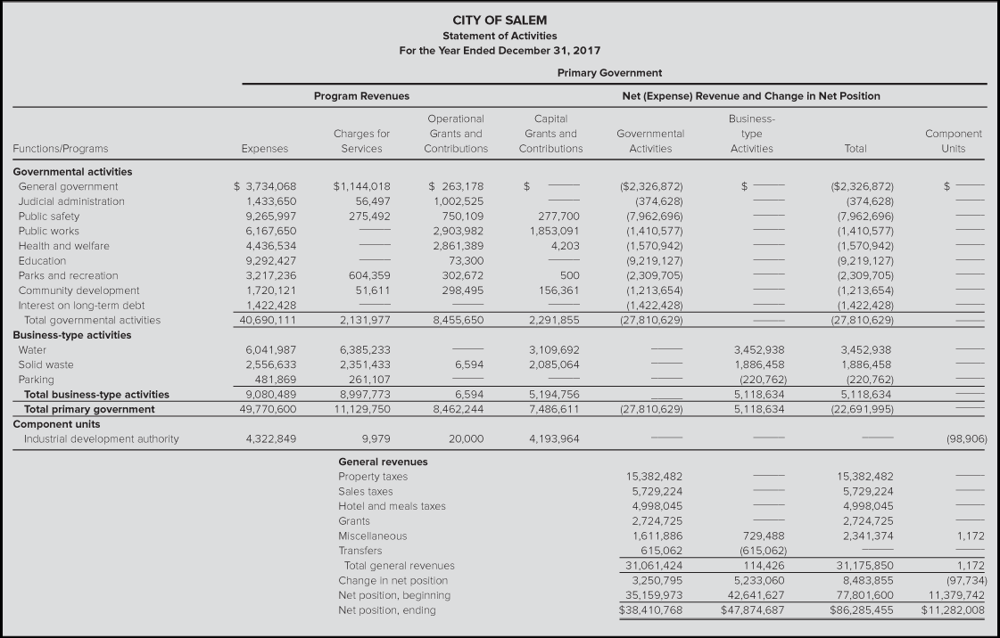 CITY OF SALEM
Statement of Activities
For the Year Ended December 31, 2017
Primary Government
Program Revenues Net (Expense) Revenue and Change in Net Position
Operational Capital Business-
Charges for Grants and Grants and Governmental type Component
Functions/Programs Expenses Services Contributions Contributions Activities Activities Total Units
Governmental activities
General government $ 3,734,068 $1,144,018 $ 263,178 $ —— ($2,326,872) $ —— ($2,326,872) $ ——
Judicial administration 1,433,650 56,497 1,002,525 —— (374,628) —— (374,628) ——
Public safety 9,265,997 275,492 750,109 277,700 (7,962,696) —— (7,962,696) ——
Public works 6,167,650 —— 2,903,982 1,853,091 (1,410,577) —— (1,410,577) ——
Health and welfare 4,436,534 —— 2,861,389 4,203 (1,570,942) —— (1,570,942) ——
Education 9,292,427 —— 73,300 —— (9,219,127) —— (9,219,127) ——
Parks and recreation 3,217,236 604,359 302,672 500 (2,309,705) —— (2,309,705) ——
Community development 1,720,121 51,611 298,495 156,361 (1,213,654) —— (1,213,654) ——
Interest on long-term debt 1,422,428 —— —— —— (1,422,428) —— (1,422,428) ——
Total governmental activities 40,690,111 2,131,977 8,455,650 2,291,855 (27,810,629) —— (27,810,629) ——
Business-type activities
Water 6,041,987 6,385,233 —— 3,109,692 —— 3,452,938 3,452,938 ——
Solid waste 2,556,633 2,351,433 6,594 2,085,064 —— 1,886,458 1,886,458 ——
Parking 481,869 261,107 —— —— —— (220,762) (220,762) ——
Total business-type activities 9,080,489 8,997,773 6,594 5,194,756 —— 5,118,634 5,118,634 ——
Total primary government 49,770,600 11,129,750 8,462,244 7,486,611 (27,810,629) 5,118,634 (22,691,995) ——
Component units
Industrial development authority 4,322,849 9,979 20,000 4,193,964 —— —— —— (98,906)
General revenues
Property taxes 15,382,482 —— 15,382,482 ——
Sales taxes 5,729,224 —— 5,729,224 ——
Hotel and meals taxes 4,998,045 —— 4,998,045 ——
Grants 2,724,725 —— 2,724,725 ——
Miscellaneous 1,611,886 729,488 2,341,374 1,172
Transfers 615,062 (615,062) —— ——
Total general revenues 31,061,424 114,426 31,175,850 1,172
Change in net position 3,250,795 5,233,060 8,483,855 (97,734)
Net position, beginning 35,159,973 42,641,627 77,801,600 11,379,742
Net position, ending $38,410,768 $47,874,687 $86,285,455 $11,282,008